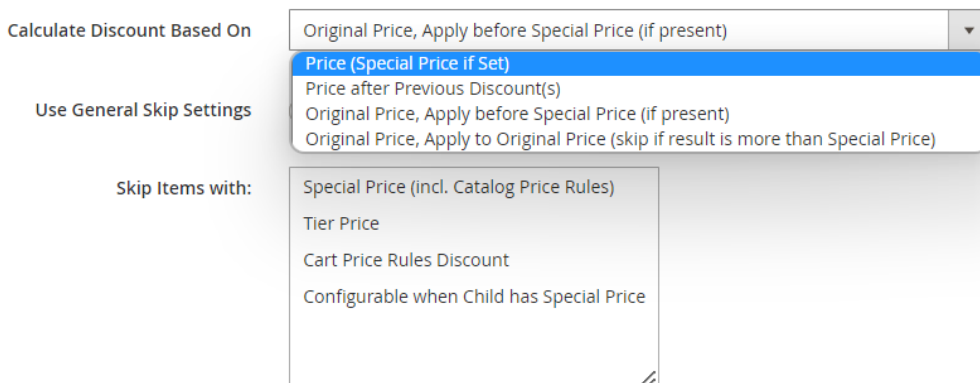 Calculate Discount Based On
Original Price, Apply before Special Price (if present)
Price (Special Price if Set)
Price after Previous Discount(s)
Use General Skip Settings
Original Price, Apply before Special Price (if present)
Original Price, Apply to Original Price (skip if result is more than Special Price)
Skip Items with:
Special Price (incl. Catalog Price Rules)
Tier Price
Cart Price Rules Discount
Configurable when Child has Special Price